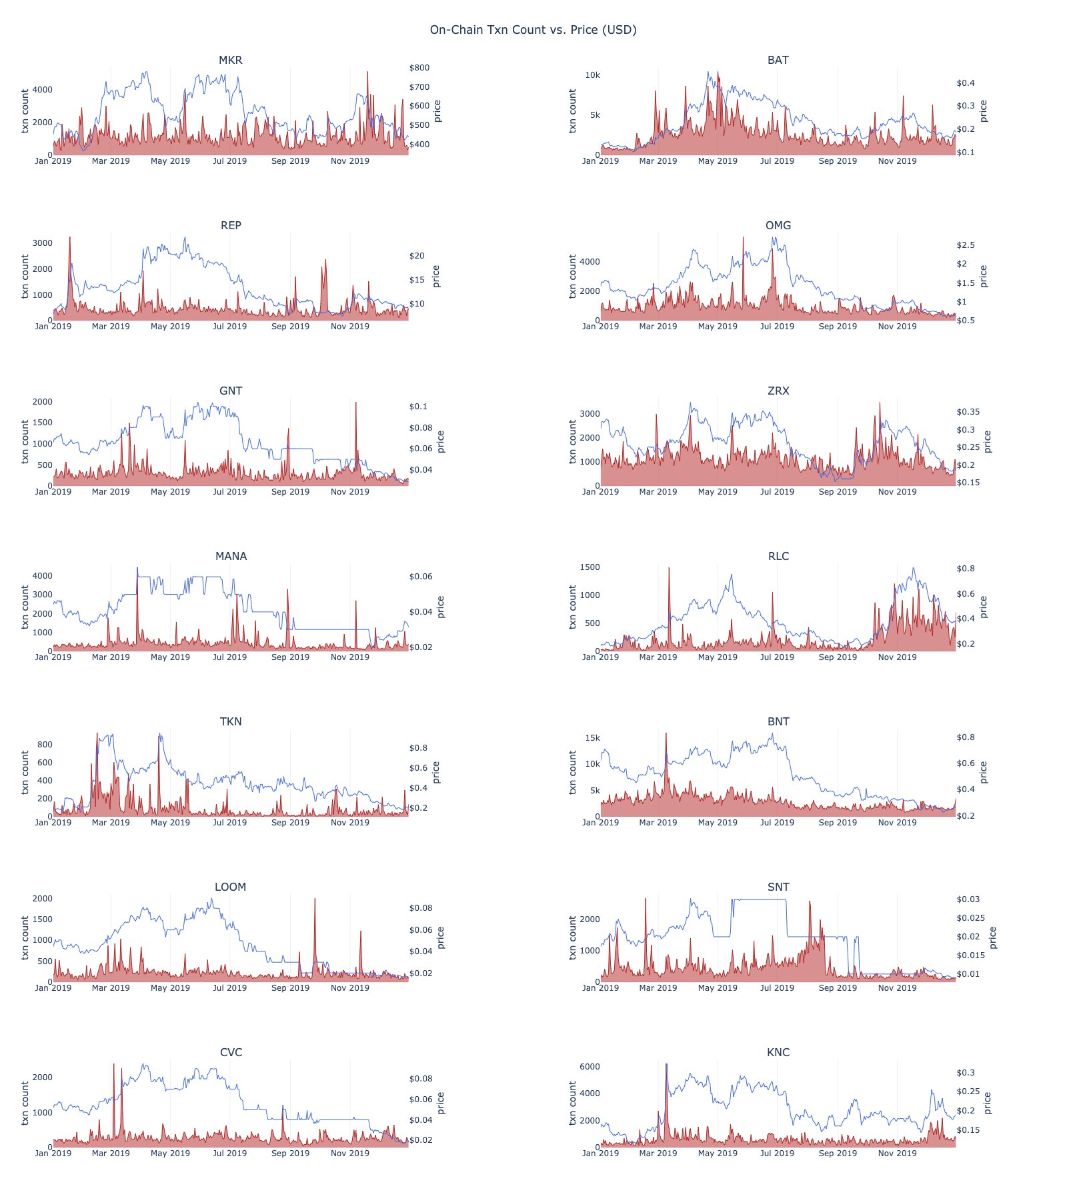 On-Chain Txn Count vs. Price (USD)
MKR
txn count
4000
2000
0
$800
$700
$600
$500
$400
price
Jan 2019 Mar 2019 May 2019 Jul 2019 Sep 2019 Nov 2019
BAT
txn count
10k
5k
0
$0.4
$0.3
$0.2
$0.1
price
Jan 2019 Mar 2019 May 2019 Jul 2019 Sep 2019 Nov 2019
REP
txn count
3000
2000
1000
0
$20
$15
$10
price
Jan 2019 Mar 2019 May 2019 Jul 2019 Sep 2019 Nov 2019
OMG
txn count
4000
2000
0
$2.5
$2
$1.5
$1
$0.5
price
Jan 2019 Mar 2019 May 2019 Jul 2019 Sep 2019 Nov 2019
GNT
txn count
2000
1500
1000
500
0
$0.1
$0.08
$0.06
$0.04
price
Jan 2019 Mar 2019 May 2019 Jul 2019 Sep 2019 Nov 2019
ZRX
txn count
3000
2000
1000
0
$0.35
$0.3
$0.25
$0.2
$0.15
price
Jan 2019 Mar 2019 May 2019 Jul 2019 Sep 2019 Nov 2019
MANA
txn count
4000
3000
2000
1000
0
$0.06
$0.04
$0.02
price
Jan 2019 Mar 2019 May 2019 Jul 2019 Sep 2019 Nov 2019
RLC
txn count
1500
1000
500
0
$0.8
$0.6
$0.4
$0.2
price
Jan 2019 Mar 2019 May 2019 Jul 2019 Sep 2019 Nov 2019
TKN
txn count
800
600
400
200
0
$0.8
$0.6
$0.4
$0.2
price
Jan 2019 Mar 2019 May 2019 Jul 2019 Sep 2019 Nov 2019
BNT
txn count
15k
10k
5k
0
$0.8
$0.6
$0.4
$0.2
price
Jan 2019 Mar 2019 May 2019 Jul 2019 Sep 2019 Nov 2019
LOOM
txn count
2000
1500
1000
500
0
$0.08
$0.06
$0.04
$0.02
price
Jan 2019 Mar 2019 May 2019 Jul 2019 Sep 2019 Nov 2019
SNT
txn count
2000
1000
0
$0.03
$0.025
$0.02
$0.015
$0.01
price
Jan 2019 Mar 2019 May 2019 Jul 2019 Sep 2019 Nov 2019
CVC
txn count
2000
1000
0
$0.08
$0.06
$0.04
$0.02
price
Jan 2019 Mar 2019 May 2019 Jul 2019 Sep 2019 Nov 2019
KNC
txn count
6000
4000
2000
0
$0.3
$0.25
$0.2
$0.15
price
Jan 2019 Mar 2019 May 2019 Jul 2019 Sep 2019 Nov 2019